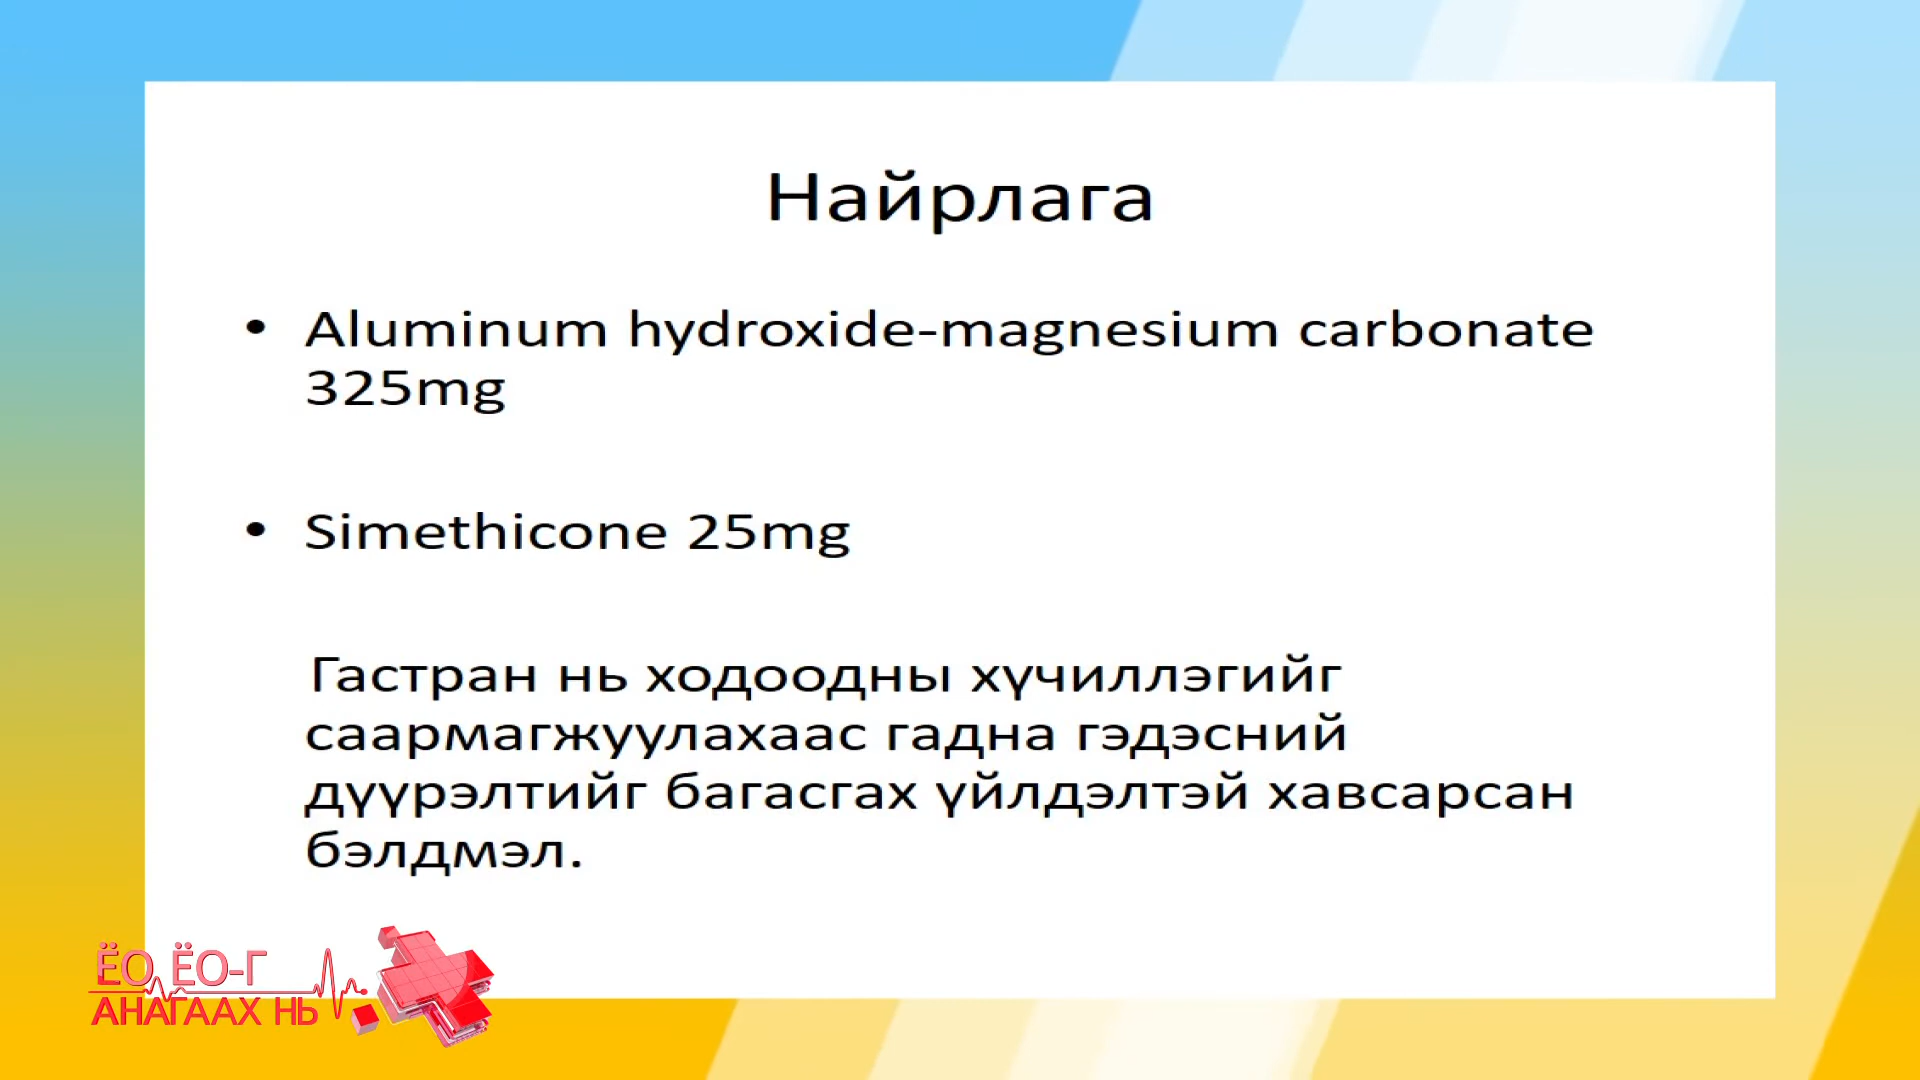 Найрлага
• Aluminum hydroxide-magnesium carbonate
325mg
• Simethicone 25mg
Гастран нь ходоодны хүчиллэгийг
саармагжуулахаас гадна гэдэсний
дүүрэлтийг багасгах үйлдэлтэй хавсарсан
бэлдмэл.
ЁО ЁО-Г
АНАГААХ НЬ